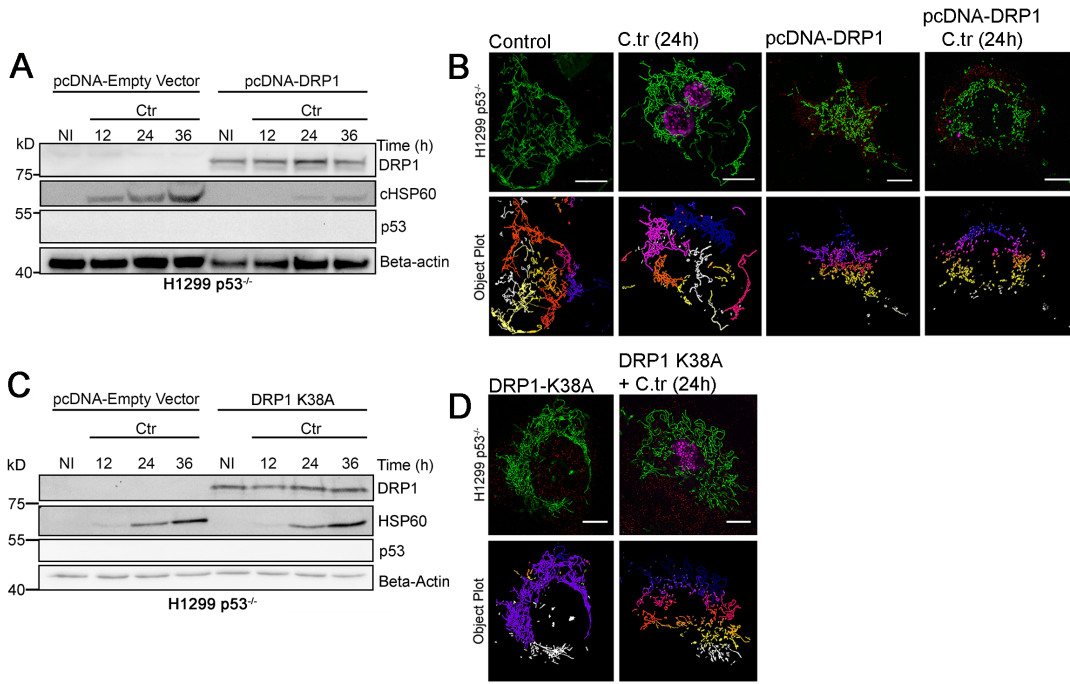 A
pcDNA-Empty Vector pcDNA-DRP1
Ctr Ctr
NI 12 24 36 NI 12 24 36
kD Time (h)
DRP1
75
cHSP60
55
p53
Beta-actin
40
H1299 p53-/-
B
Control C.tr (24h) pcDNA-DRP1 pcDNA-DRP1
C.tr (24h)
H1299 p53-/-
Object Plot
C
pcDNA-Empty Vector DRP1 K38A
Ctr Ctr
kD NI 12 24 36 NI 12 24 36 Time (h)
DRP1
75
HSP60
55
p53
40 Beta-Actin
H1299 p53-/-
D
DRP1-K38A DRP1 K38A
+ C.tr (24h)
H1299 p53-/-
Object Plot